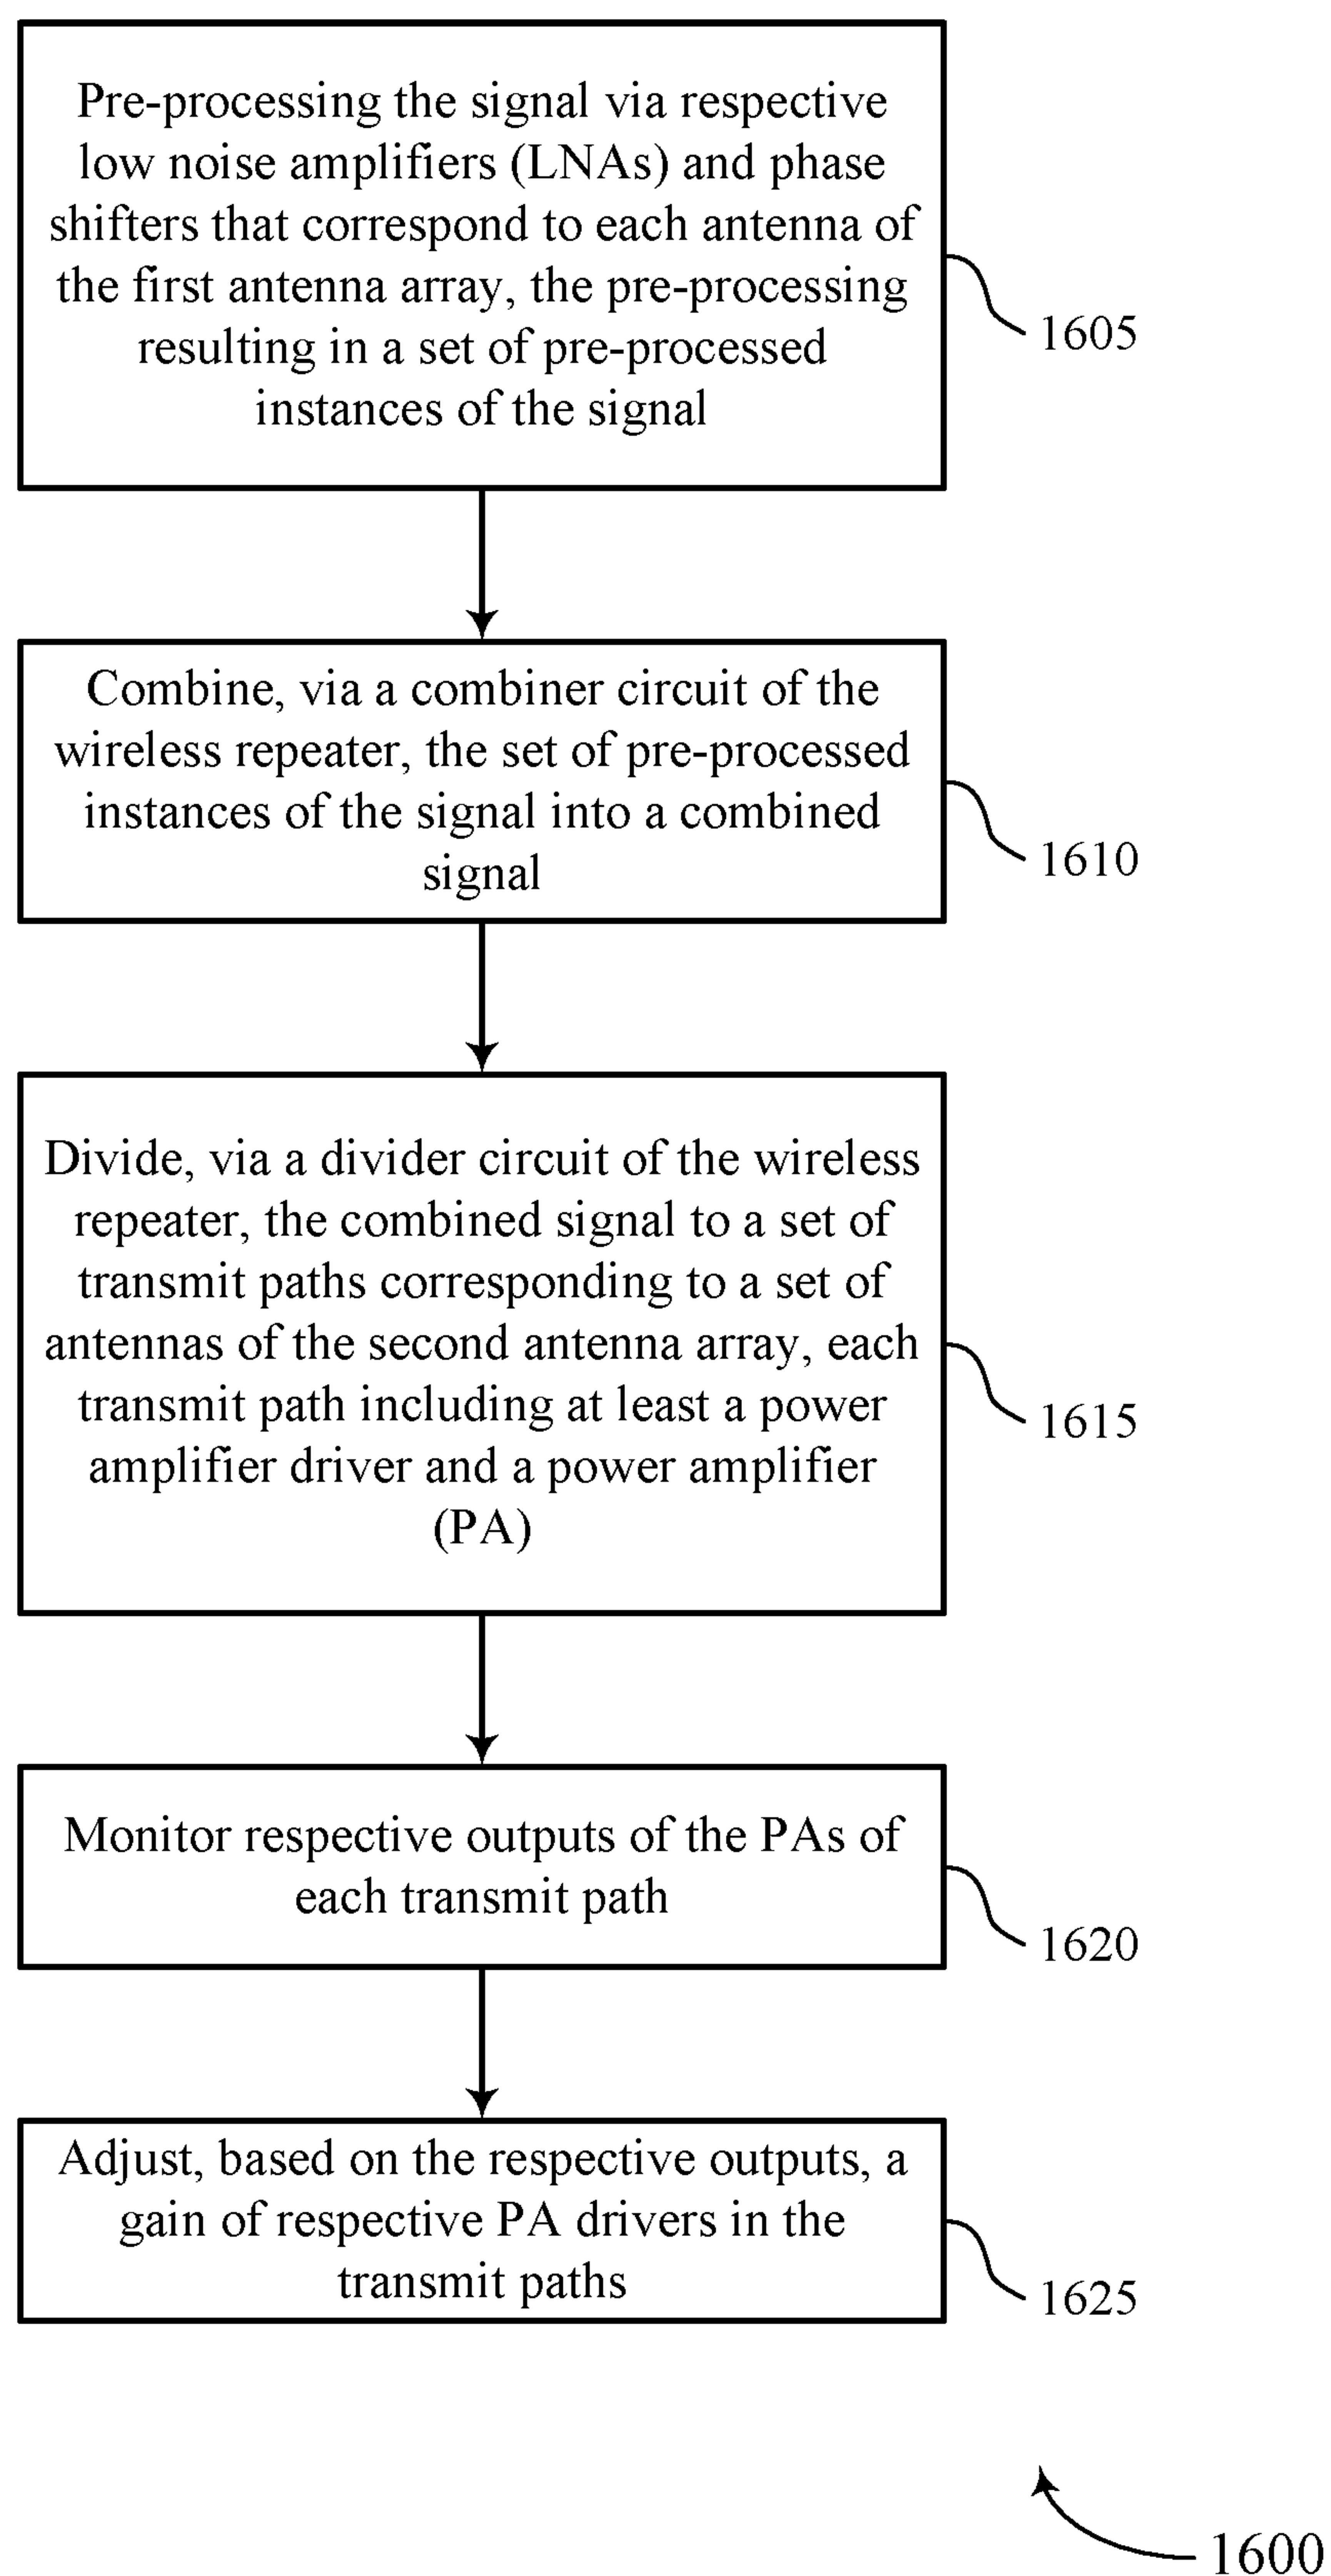 Pre-processing the signal via respective
low noise amplifiers (LNAs) and phase
shifters that correspond to each antenna of
the first antenna array, the pre-processing
resulting in a set of pre-processed
instances of the signal
1605
Combine, via a combiner circuit of the
wireless repeater, the set of pre-processed
instances of the signal into a combined
signal
1610
Divide, via a divider circuit of the wireless
repeater, the combined signal to a set of
transmit paths corresponding to a set of
antennas of the second antenna array, each
transmit path including at least a power
amplifier driver and a power amplifier
(PA)
1615
Monitor respective outputs of the PAs of
each transmit path
1620
Adjust, based on the respective outputs, a
gain of respective PA drivers in the
transmit paths
1625
1600